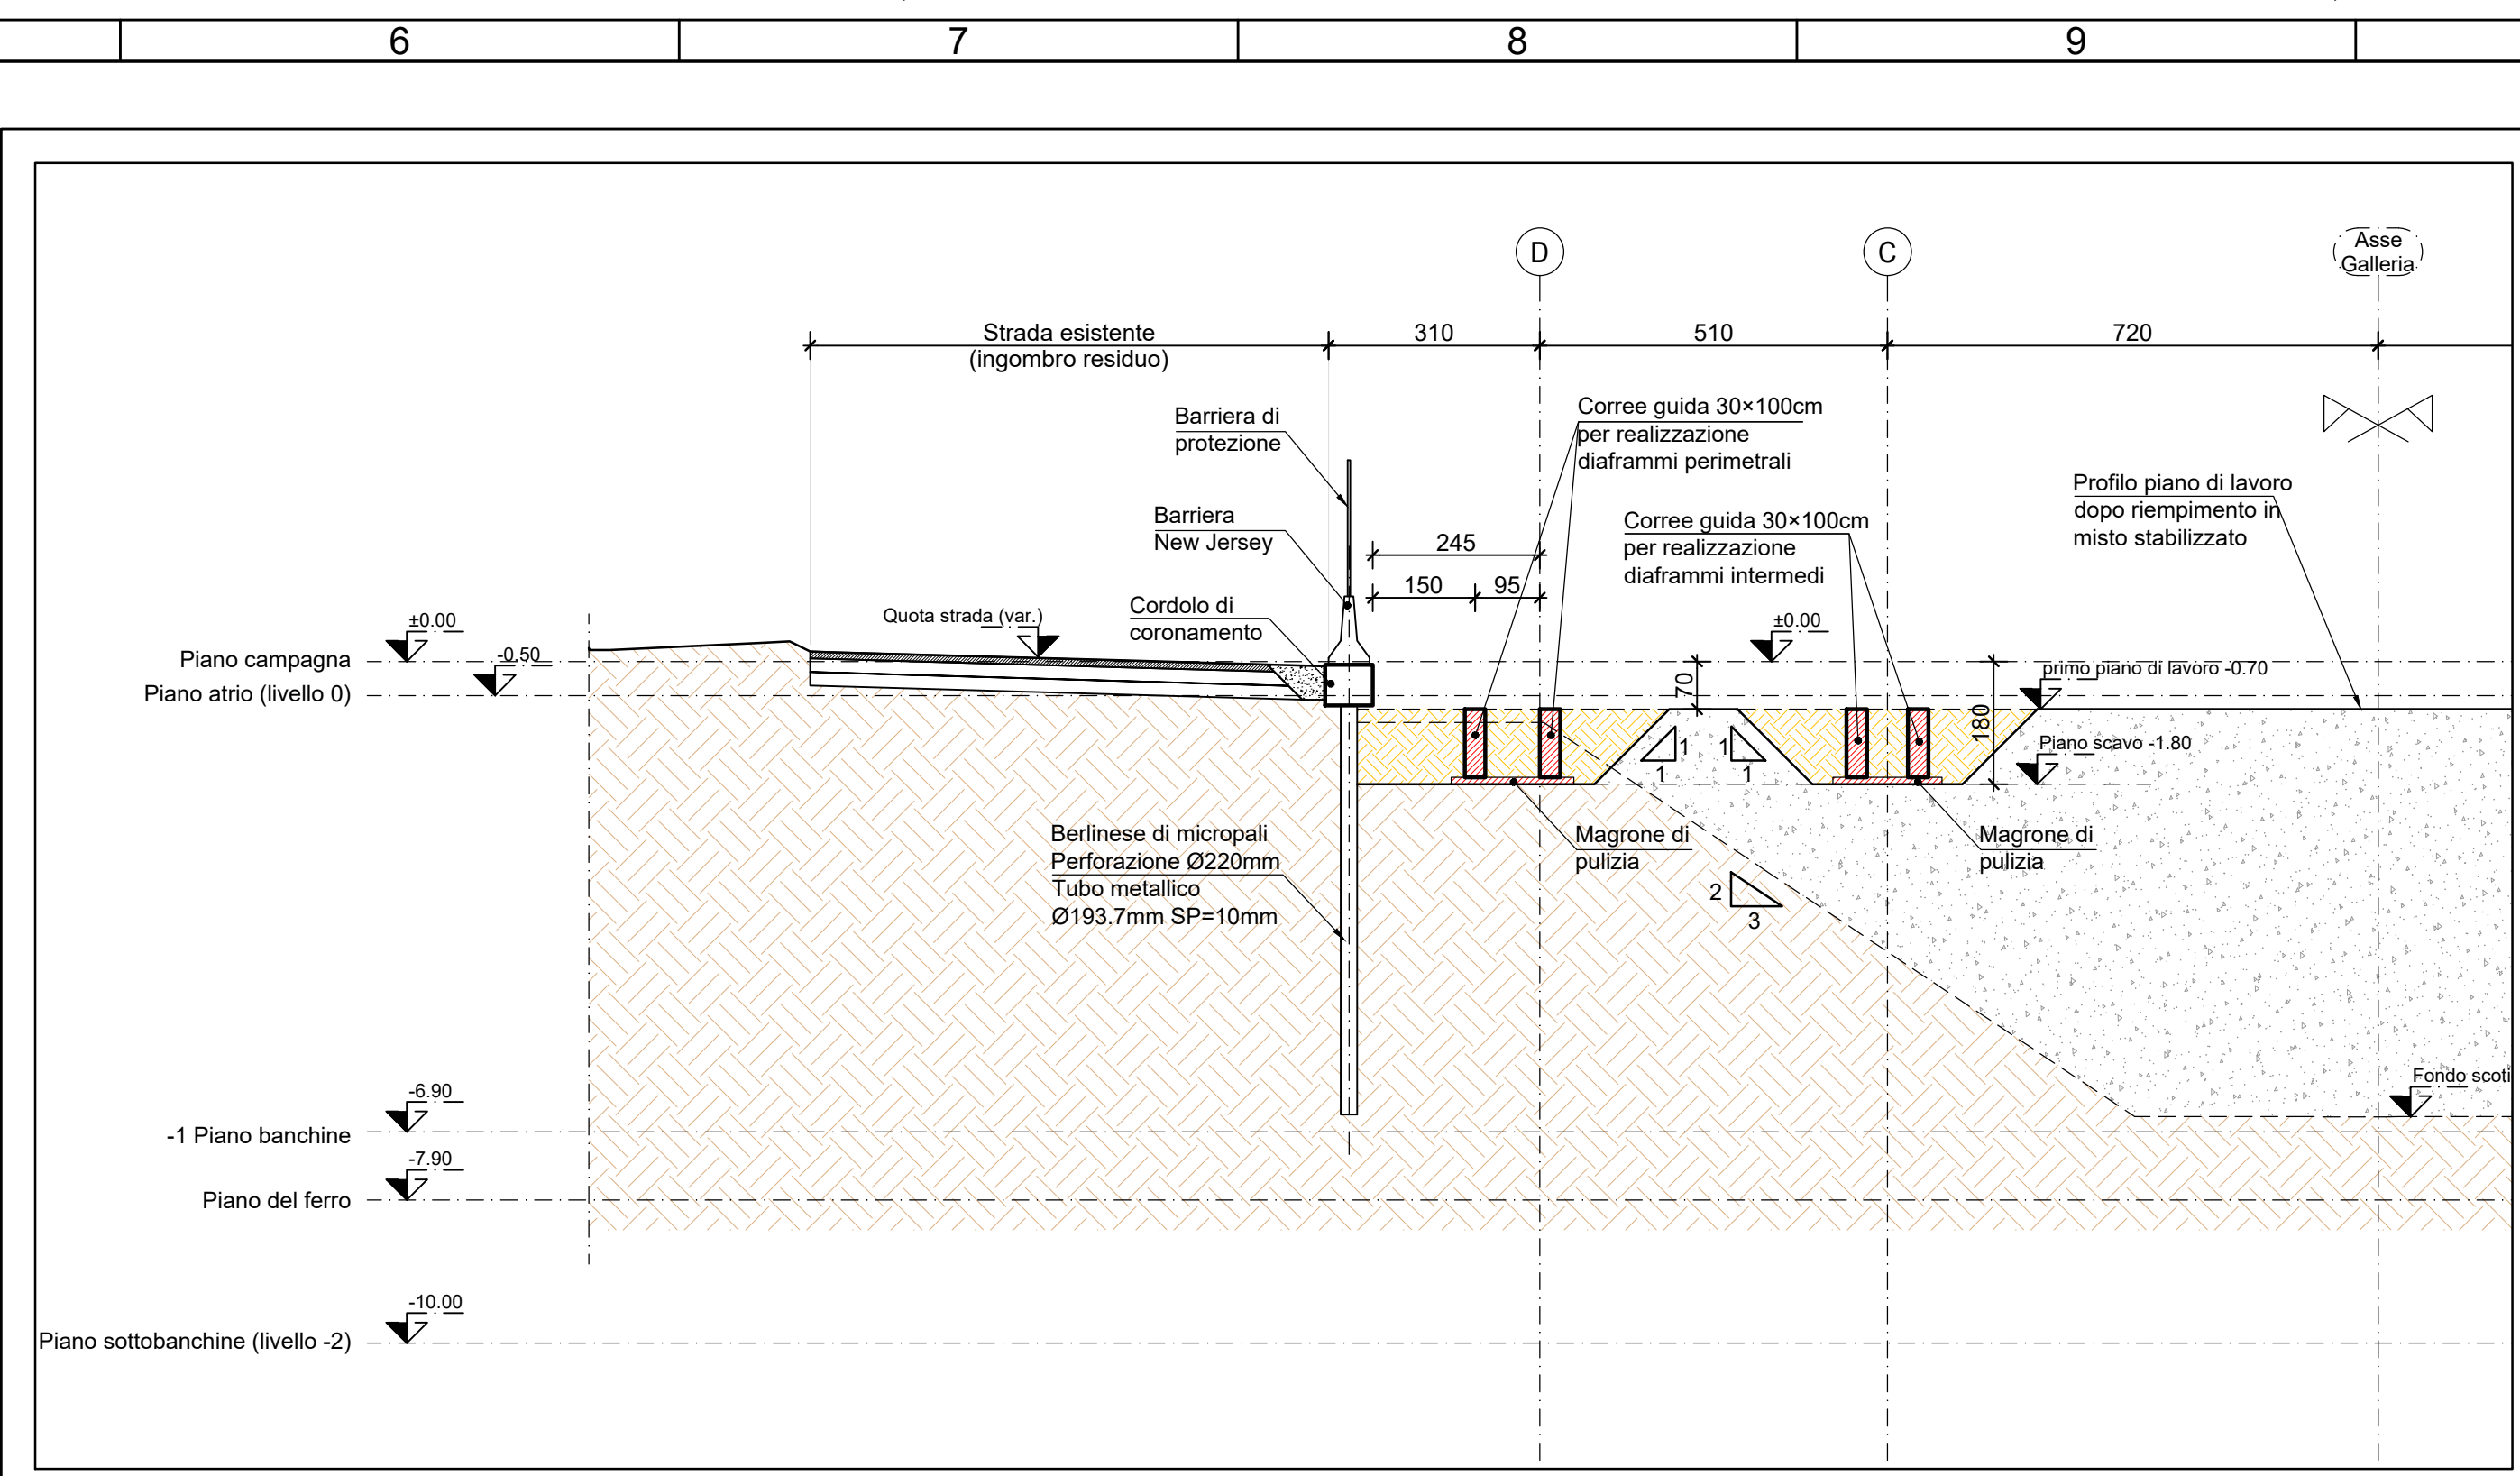 6 7 8 9
D C Asse
Galleria
Strada esistente
(ingombro residuo)
310 510 720
Barriera di
protezione
Corree guida 30×100cm
per realizzazione
diaframmi perimetrali
Profilo piano di lavoro
dopo riempimento in
misto stabilizzato
Barriera
New Jersey
Corree guida 30×100cm
per realizzazione
diaframmi intermedi
245
150 95
Cordolo di
coronamento
Quota strada (var.)
±0.00
±0.00
Piano campagna
-0.50
Piano atrio (livello 0)
primo piano di lavoro -0.70
70
180
Piano scavo -1.80
1
1
1
1
Berlinese di micropali
Perforazione Ø220mm
Tubo metallico
Ø193.7mm SP=10mm
Magrone di
pulizia
Magrone di
pulizia
2
3
Fondo scoti
-6.90
-1 Piano banchine
-7.90
Piano del ferro
-10.00
Piano sottobanchine (livello -2)